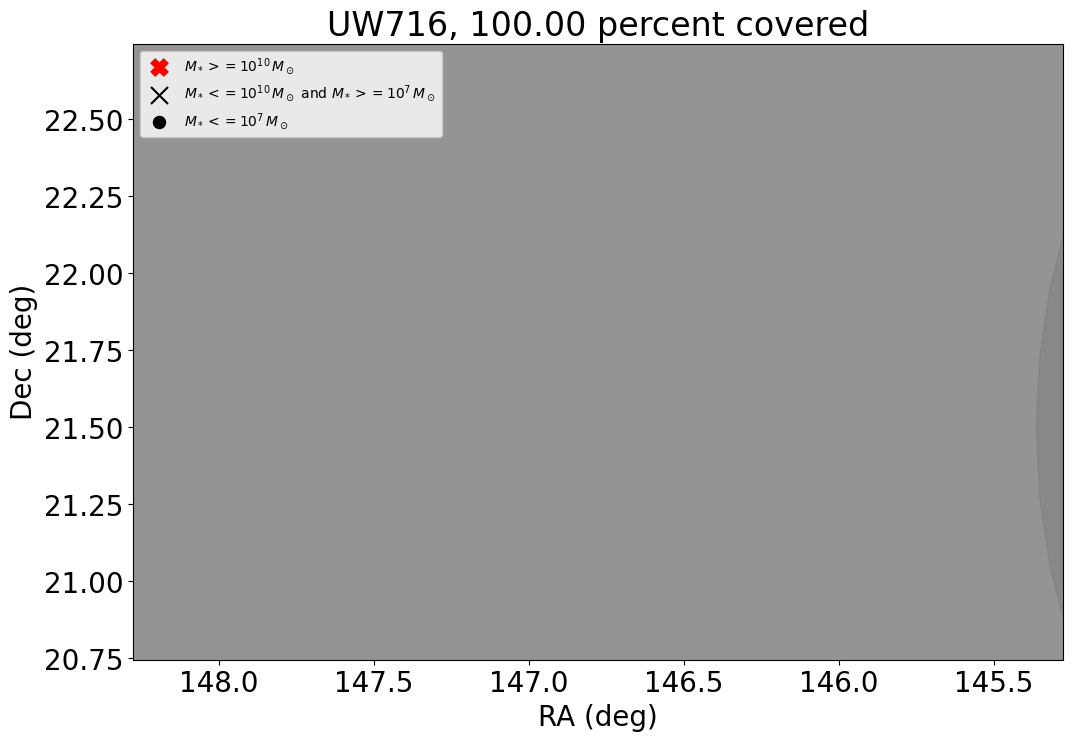 UW716, 100.00 percent covered
M* >= 10^10 M⊙
M* <= 10^10 M⊙ and M* >= 10^7 M⊙
M* <= 10^7 M⊙
22.50
22.25
22.00
21.75
21.50
21.25
21.00
20.75
Dec (deg)
148.0 147.5 147.0 146.5 146.0 145.5
RA (deg)